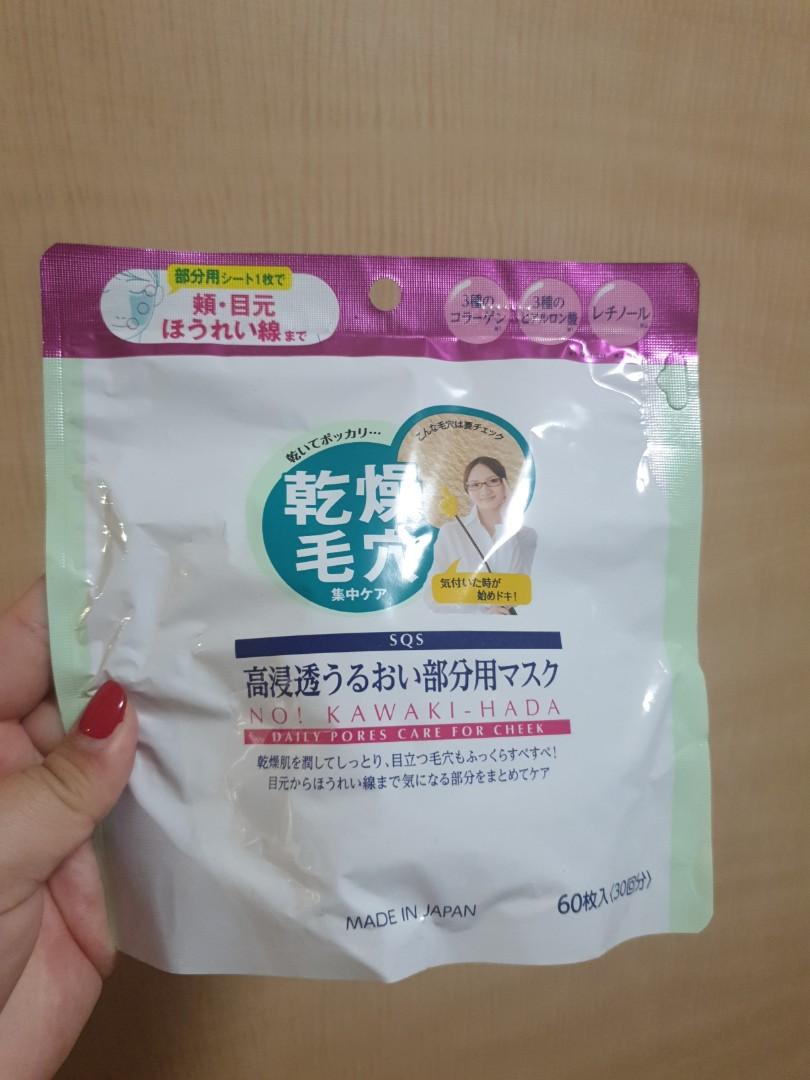 部分用シート1枚で
頬・目元
ほうれい線まで
3種の
コラーゲン
3種の
ヒアルロン酸
レチノール
乾いてポッカリ…
こんな毛穴は要チェック
乾燥
毛穴
集中ケア
気付いた時が
始めドキ!
SQS
高浸透うるおい部分用マスク
NO! KAWAKI-HADA
DAILY PORES CARE FOR CHEEK
乾燥肌を潤してしっとり、目立つ毛穴もふっくらすべすべ!
目元からほうれい線まで気になる部分をまとめてケア
MADE IN JAPAN
60枚入(30回分)